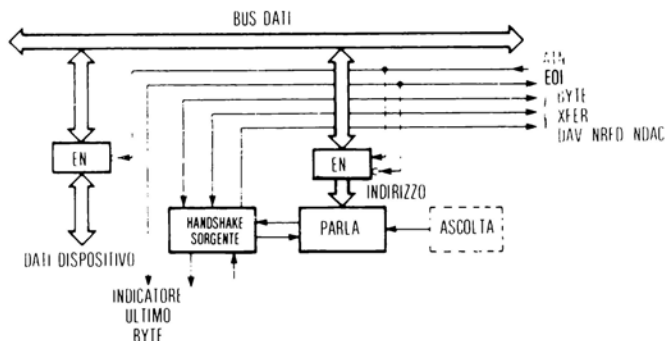 BUS DATI
ATN
EOI
BYTE
XFER
DAV NRFD NDAC
EN
EN
INDIRIZZO
HANDSHAKE
SORGENTE
PARLA
ASCOLTA
DATI DISPOSITIVO
INDICATORE
ULTIMO
BYTE